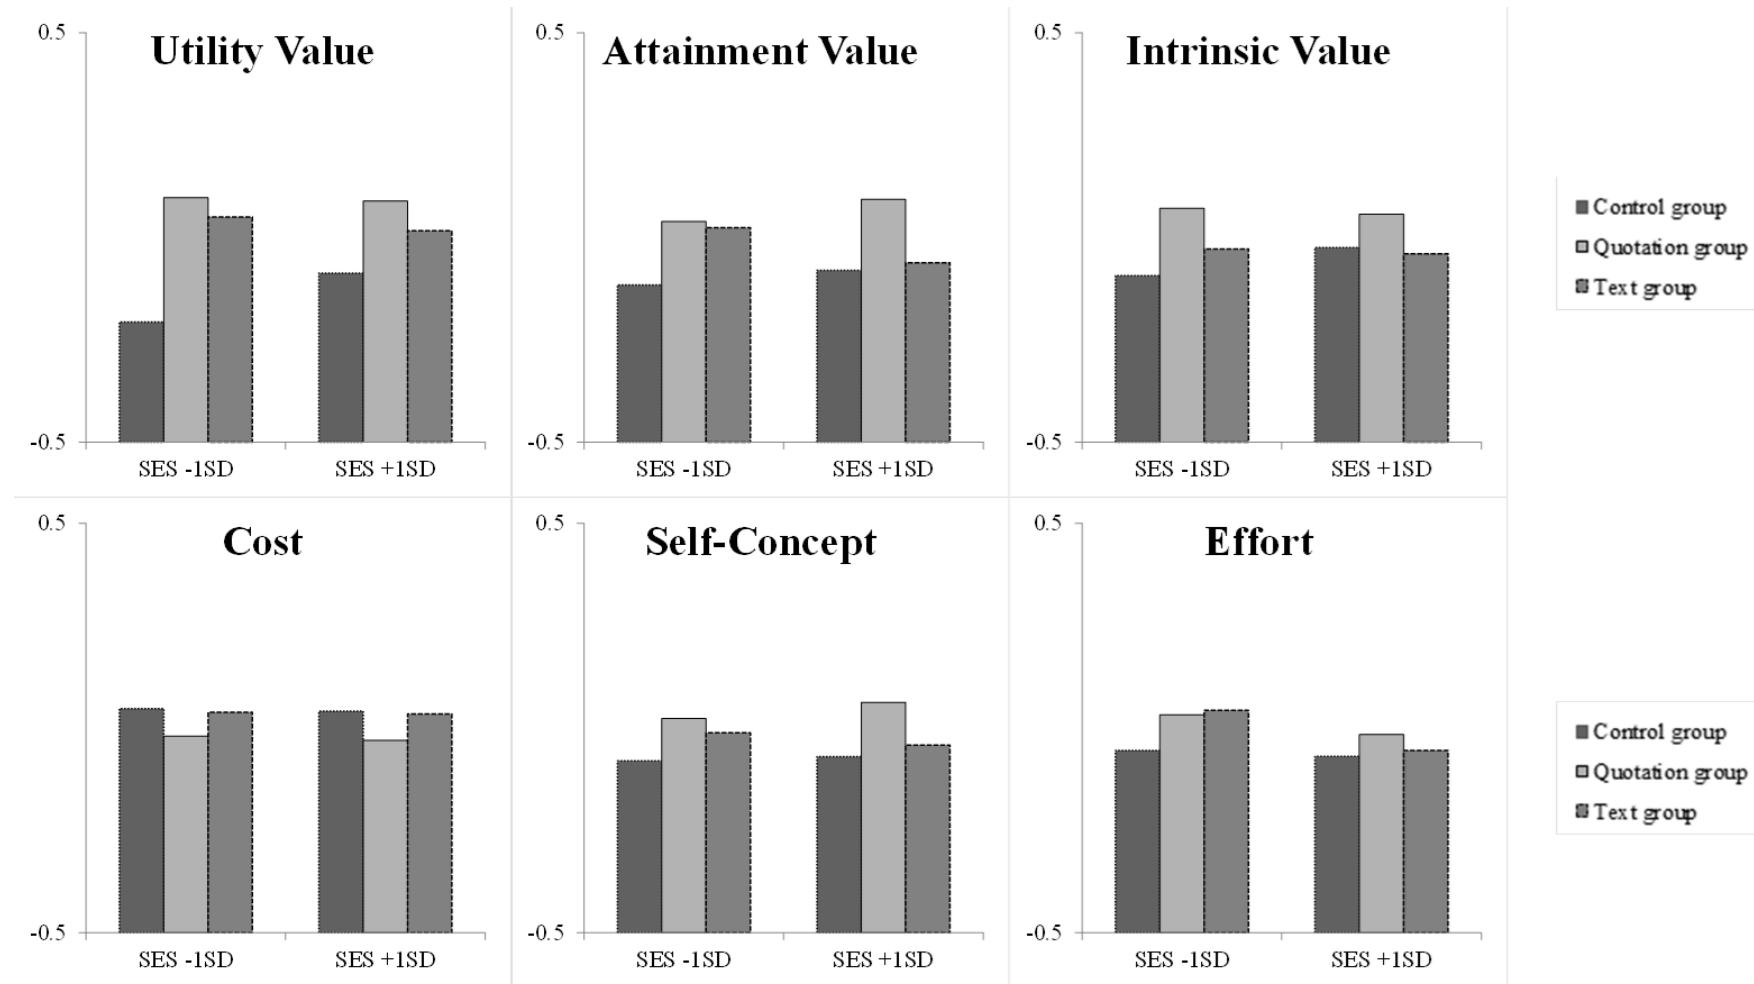 Utility Value
0.5
-0.5
SES -1SD
SES +1SD
Attainment Value
0.5
-0.5
SES -1SD
SES +1SD
Intrinsic Value
0.5
-0.5
SES -1SD
SES +1SD
Control group
Quotation group
Text group
Cost
0.5
-0.5
SES -1SD
SES +1SD
Self-Concept
0.5
-0.5
SES -1SD
SES +1SD
Effort
0.5
-0.5
SES -1SD
SES +1SD
Control group
Quotation group
Text group